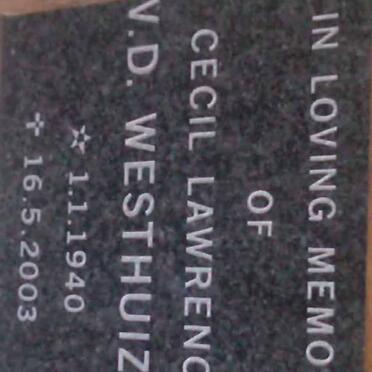 IN LOVING MEMO
OF
CECIL LAWRENC
V.D. WESTHUIZ
☆ 1.1.1940
✢ 16.5.2003